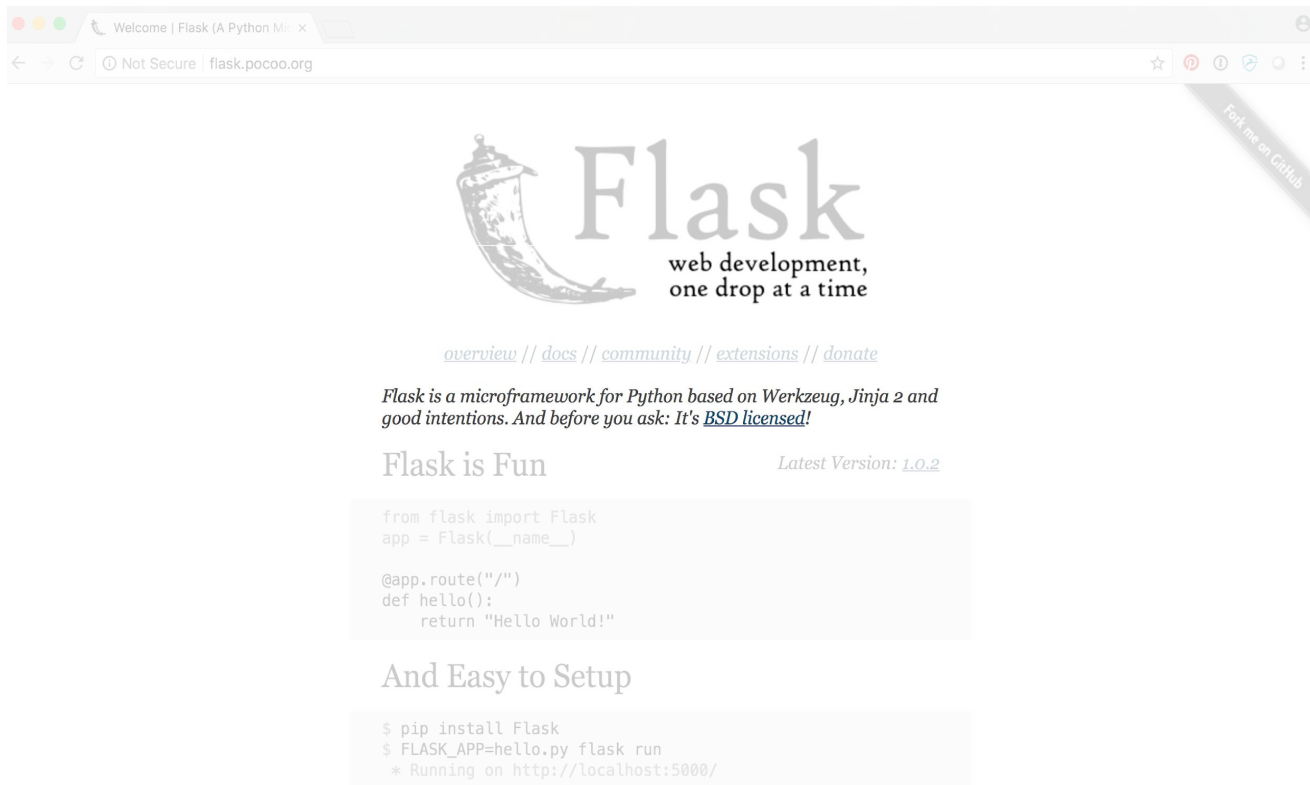 Welcome | Flask (A Python Mic
Not Secure | flask.pocoo.org
Fork me on GitHub
Flask
web development,
one drop at a time
overview // docs // community // extensions // donate
Flask is a microframework for Python based on Werkzeug, Jinja 2 and
good intentions. And before you ask: It's BSD licensed!
Flask is Fun
Latest Version: 1.0.2
from flask import Flask
app = Flask(__name__)
@app.route("/")
def hello():
    return "Hello World!"
And Easy to Setup
$ pip install Flask
$ FLASK_APP=hello.py flask run
 * Running on http://localhost:5000/